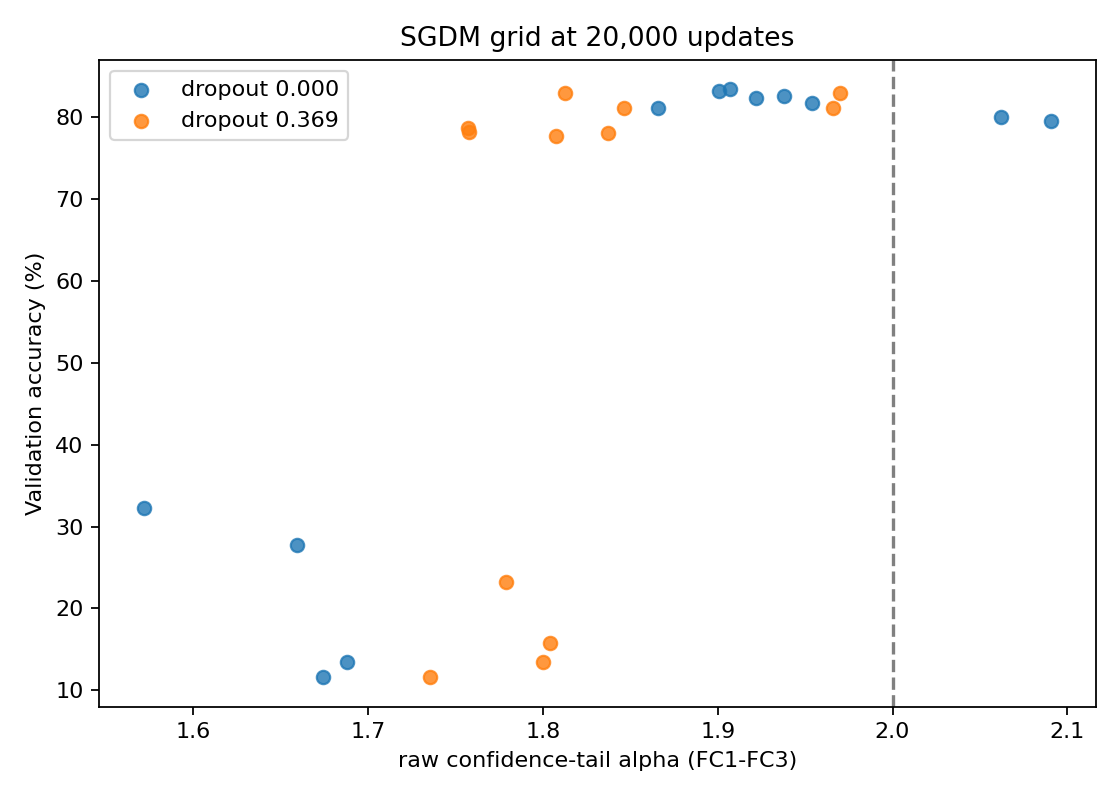 SGDM grid at 20,000 updates
dropout 0.000
dropout 0.369
Validation accuracy (%)
80
70
60
50
40
30
20
10
1.6 1.7 1.8 1.9 2.0 2.1
raw confidence-tail alpha (FC1-FC3)